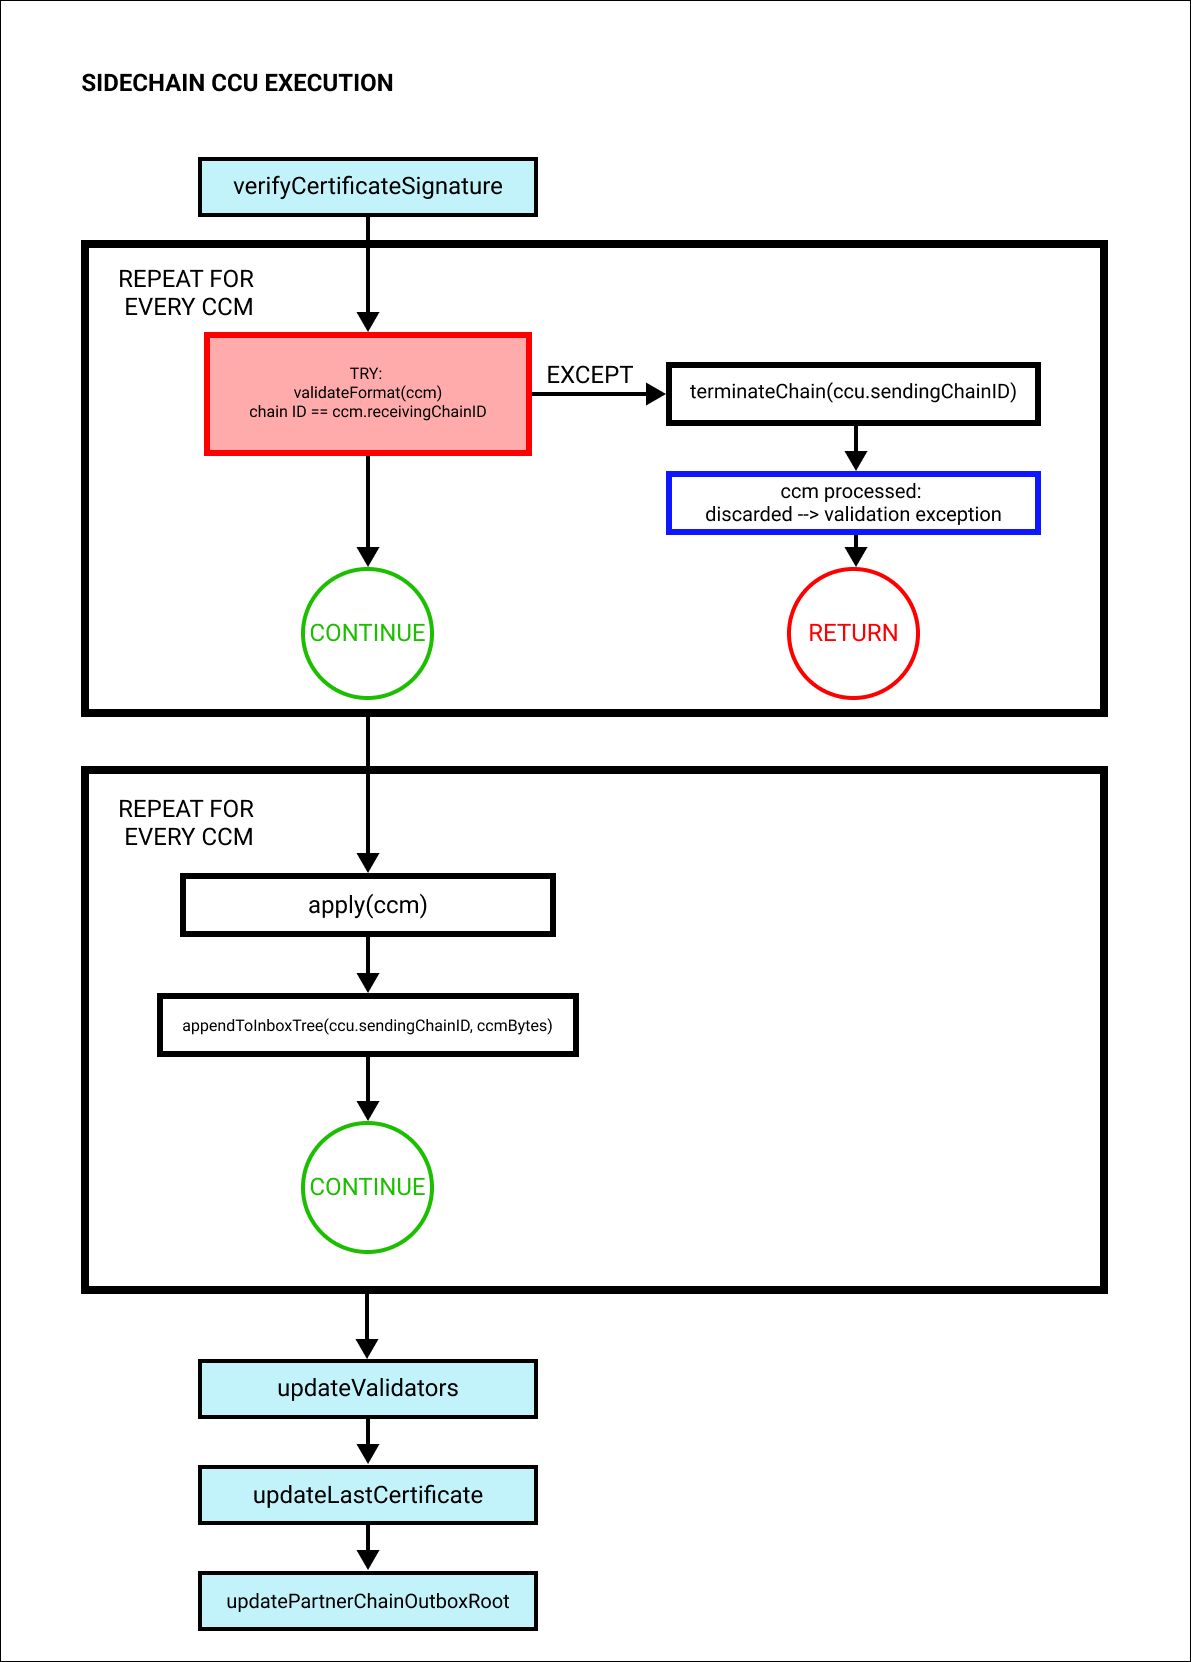 SIDECHAIN CCU EXECUTION
verifyCertificateSignature
REPEAT FOR
EVERY CCM
TRY:
validateFormat(ccm)
chain ID == ccm.receivingChainID
EXCEPT
terminateChain(ccu.sendingChainID)
ccm processed:
discarded --> validation exception
CONTINUE
RETURN
REPEAT FOR
EVERY CCM
apply(ccm)
appendToInboxTree(ccu.sendingChainID, ccmBytes)
CONTINUE
updateValidators
updateLastCertificate
updatePartnerChainOutboxRoot